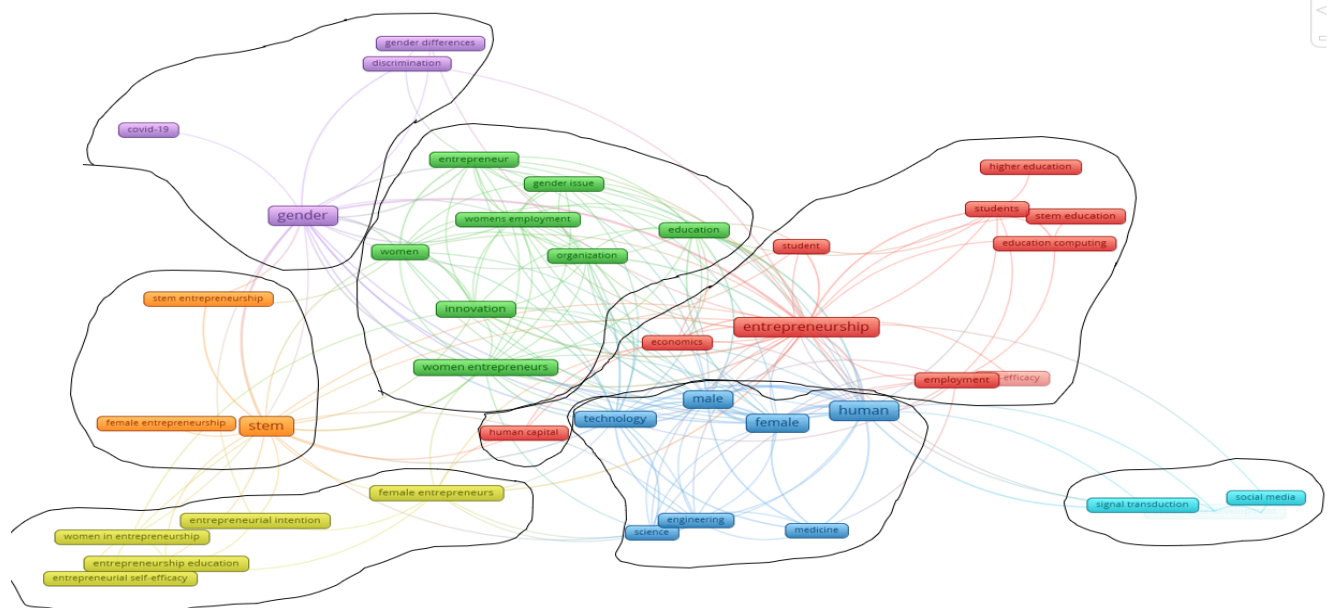 gender differences
discrimination
covid-19
gender
entrepreneur
gender issue
womens employment
education
women
organization
innovation
women entrepreneurs
higher education
students
stem education
student
education computing
entrepreneurship
economics
employment
efficacy
stem entrepreneurship
female entrepreneurship
stem
human capital
technology
male
female
human
engineering
science
medicine
female entrepreneurs
entrepreneurial intention
women in entrepreneurship
entrepreneurship education
entrepreneurial self-efficacy
signal transduction
social media